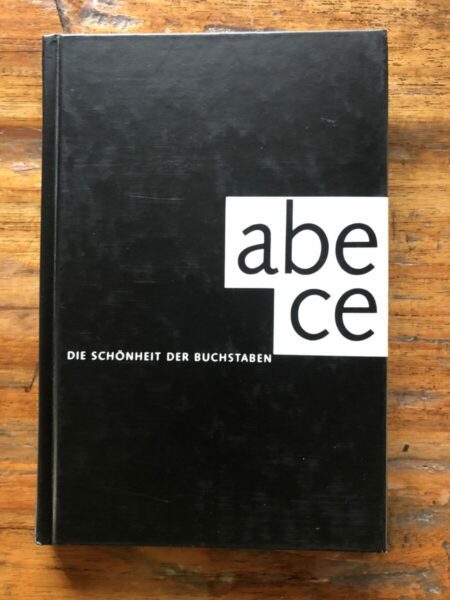 abe
ce
DIE SCHÖNHEIT DER BUCHSTABEN